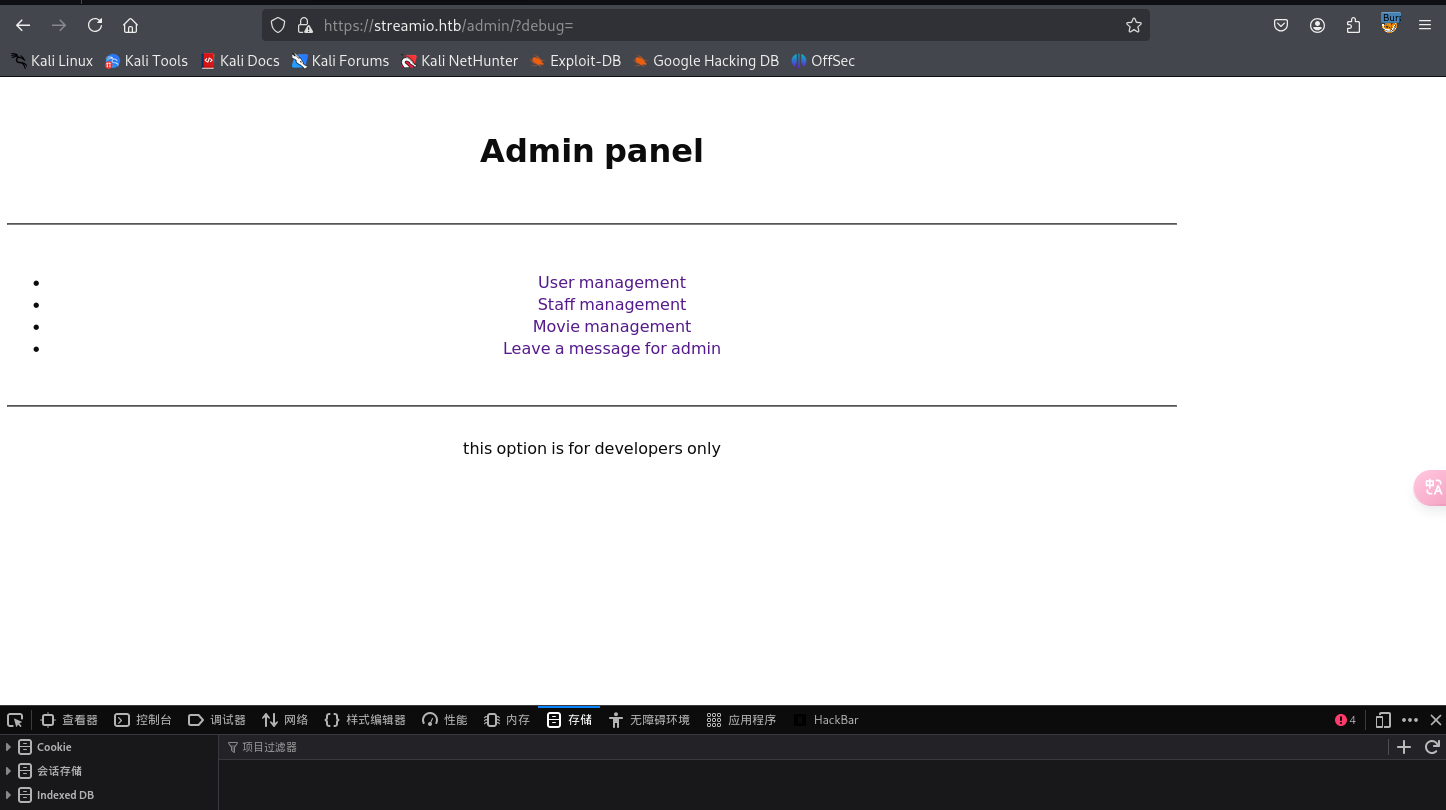 https://streamio.htb/admin/?debug=
Kali Linux Kali Tools Kali Docs Kali Forums Kali NetHunter Exploit-DB Google Hacking DB OffSec
Admin panel
User management
Staff management
Movie management
Leave a message for admin
this option is for developers only
查看器 控制台 调试器 网络 样式编辑器 性能 内存 存储 无障碍环境 应用程序 HackBar 4
Cookie 项目过滤器
会话存储
Indexed DB